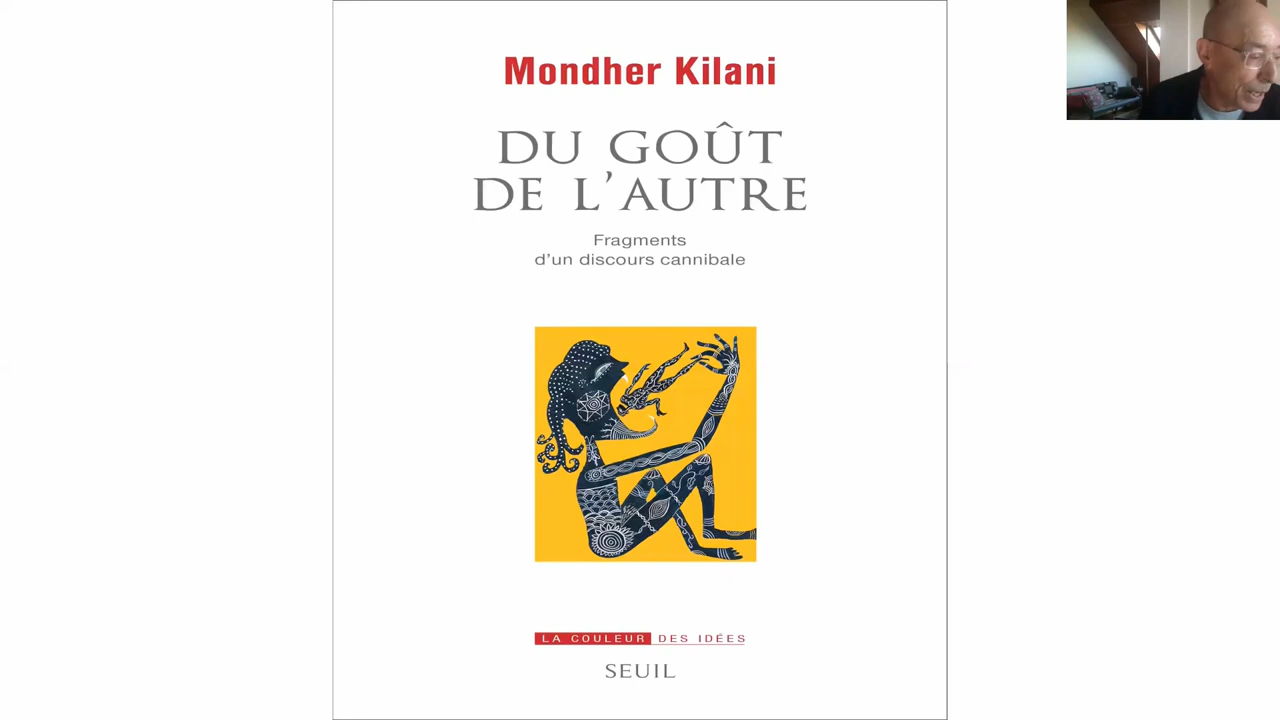 Mondher Kilani
DU GOÛT
DE L’AUTRE
Fragments
d’un discours cannibale
LA COULEUR DES IDÉES
SEUIL